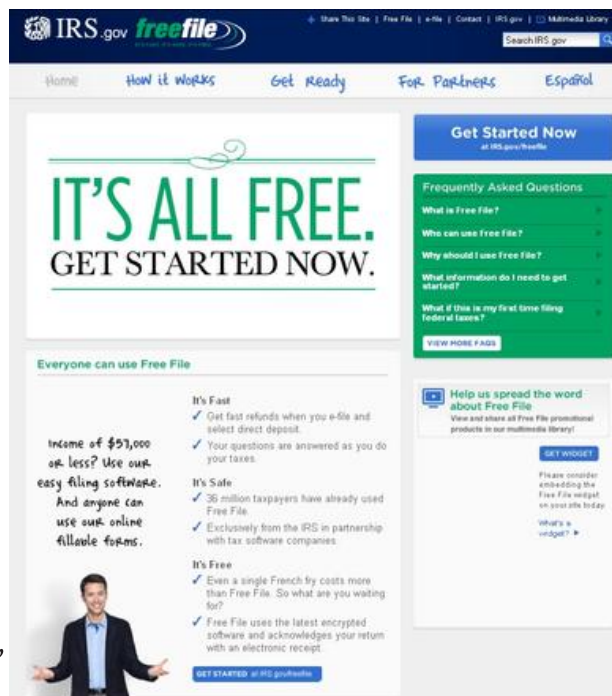 IRS.gov freefile
Share This Site | Free File | e-file | Contact | IRS.gov | Multimedia Library
Search IRS.gov
Home
How it Works
Get Ready
For Partners
Español
IT'S ALL FREE.
GET STARTED NOW.
Get Started Now
at IRS.gov/freefile
Frequently Asked Questions
What is Free File?
Who can use Free File?
Why should I use Free File?
What information do I need to get
started?
What if this is my first time filing
federal taxes?
VIEW MORE FAQS
Everyone can use Free File
Income of $57,000
or less? Use our
easy filing software.
And anyone can
use our online
fillable forms.
It's Fast
Get fast refunds when you e-file and
select direct deposit.
Your questions are answered as you do
your taxes.
It's Safe
36 million taxpayers have already used
Free File.
Exclusively from the IRS in partnership
with tax software companies.
It's Free
Even a single French fry costs more
than Free File. So what are you waiting
for?
Free File uses the latest encrypted
software and acknowledges your return
with an electronic receipt.
GET STARTED at IRS.gov/freefile
Help us spread the word
about Free File
View and share all Free File promotional
products in our multimedia library!
GET WIDGET
Please consider
embedding the
Free File widget
on your site today.
What's a
widget?